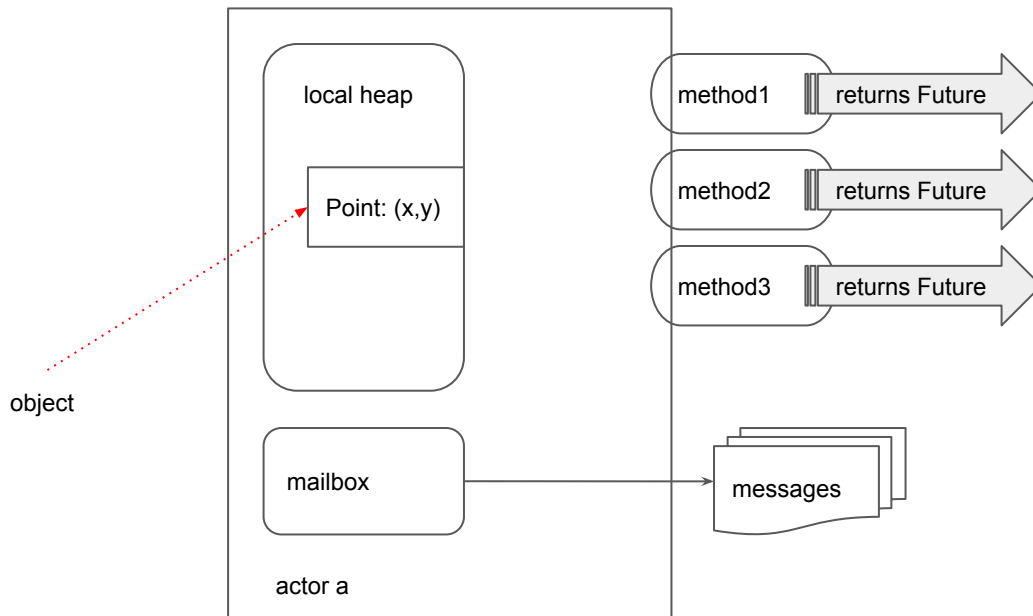 local heap
Point: (x,y)
object
mailbox
actor a
method1
returns Future
method2
returns Future
method3
returns Future
messages